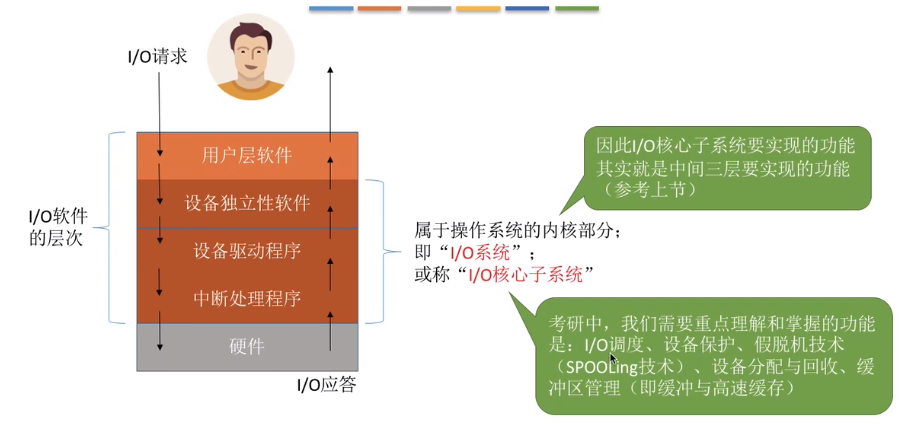 I/O请求
用户层软件
设备独立性软件
设备驱动程序
中断处理程序
硬件
I/O应答
I/O软件
的层次
属于操作系统的内核部分；
即“I/O系统”；
或称“I/O核心子系统”
因此I/O核心子系统要实现的功能
其实就是中间三层要实现的功能
（参考上节）
考研中，我们需要重点理解和掌握的功能
是：I/O调度、设备保护、假脱机技术
（SPOOLing技术）、设备分配与回收、缓
冲区管理（即缓冲与高速缓存）